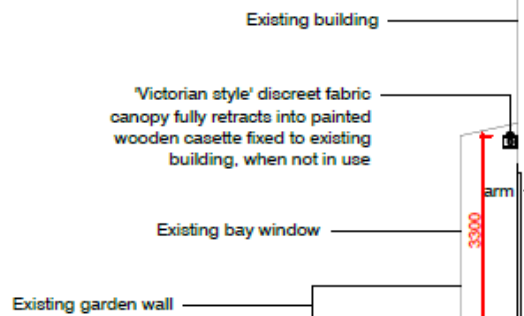 Existing building
'Victorian style' discreet fabric
canopy fully retracts into painted
wooden casette fixed to existing
building, when not in use
arm
Existing bay window
3300
Existing garden wall